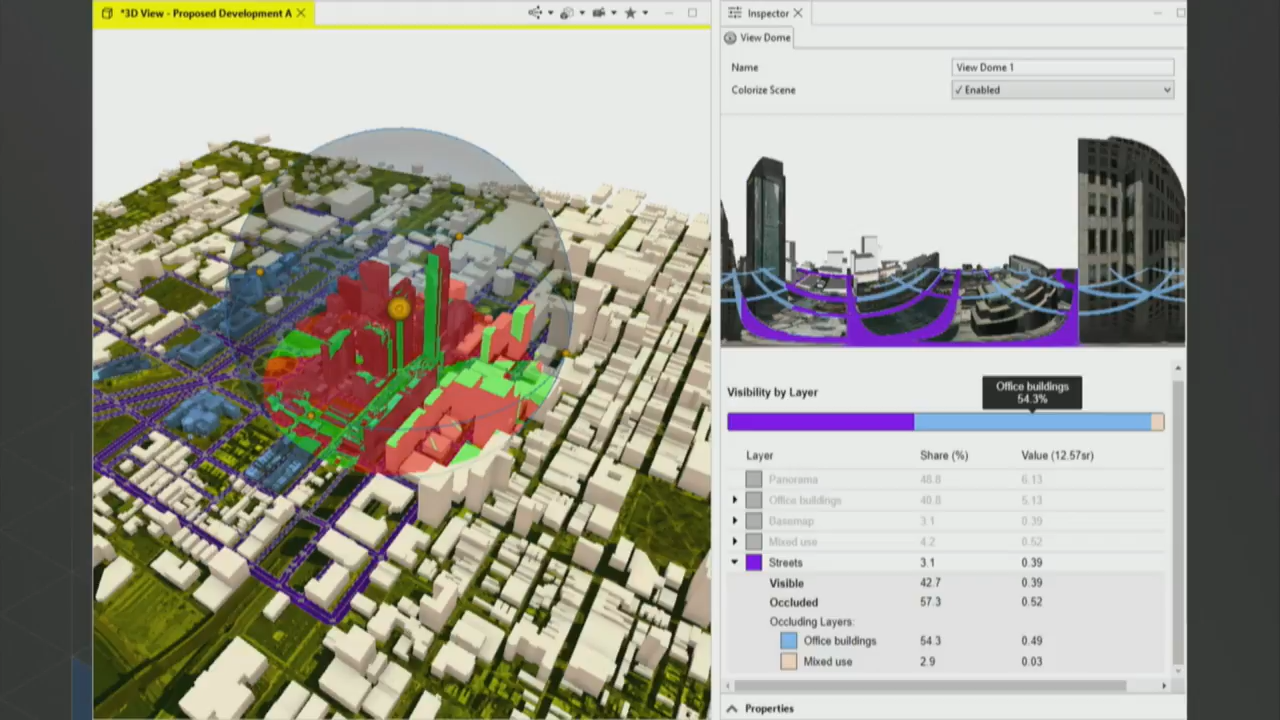 *3D View - Proposed Development A
Inspector
View Dome
Name
View Dome 1
Colorize Scene
✓ Enabled
Visibility by Layer
Office buildings
54.3%
Layer Share (%) Value (12.57sr)
Panorama 48.8 6.13
Office buildings 40.8 5.13
Basemap 3.1 0.39
Mixed use 4.2 0.52
Streets 3.1 0.39
Visible 42.7 0.39
Occluded 57.3 0.52
Occluding Layers:
Office buildings 54.3 0.49
Mixed use 2.9 0.03
Properties